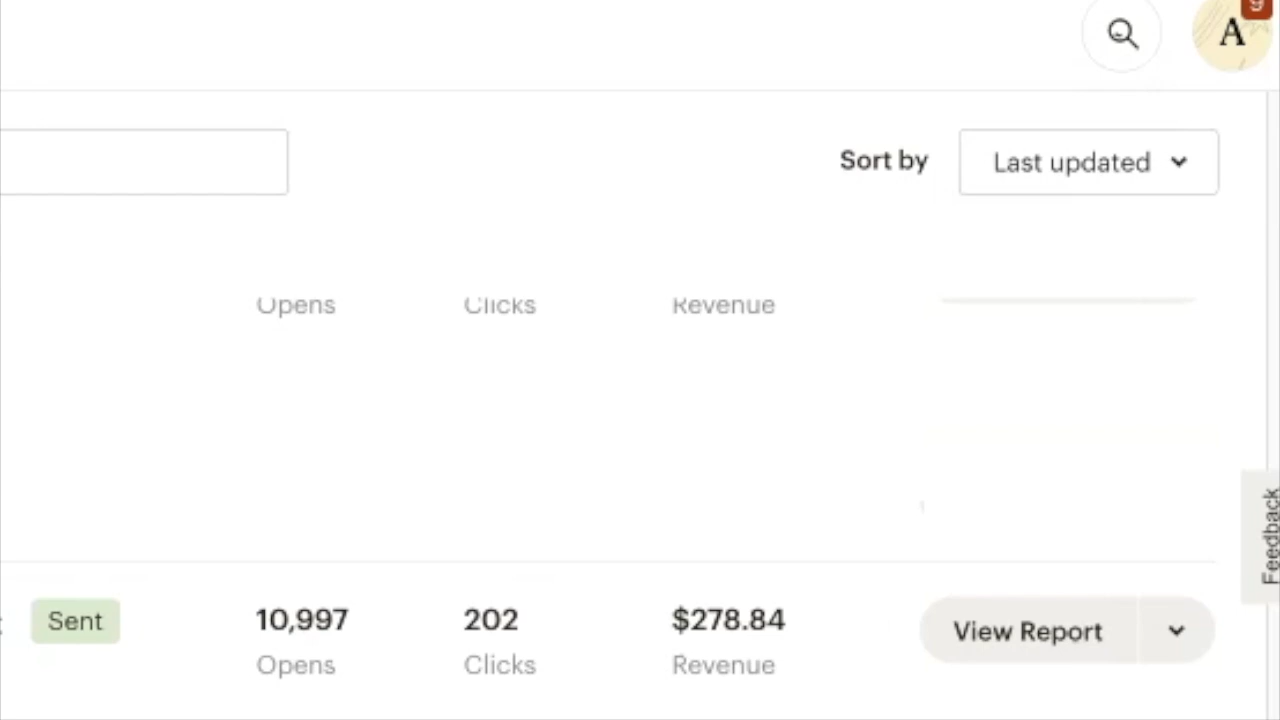 A
9
Sort by
Last updated
Opens
Clicks
Revenue
Feedback
Sent
10,997
202
$278.84
View Report
Opens
Clicks
Revenue